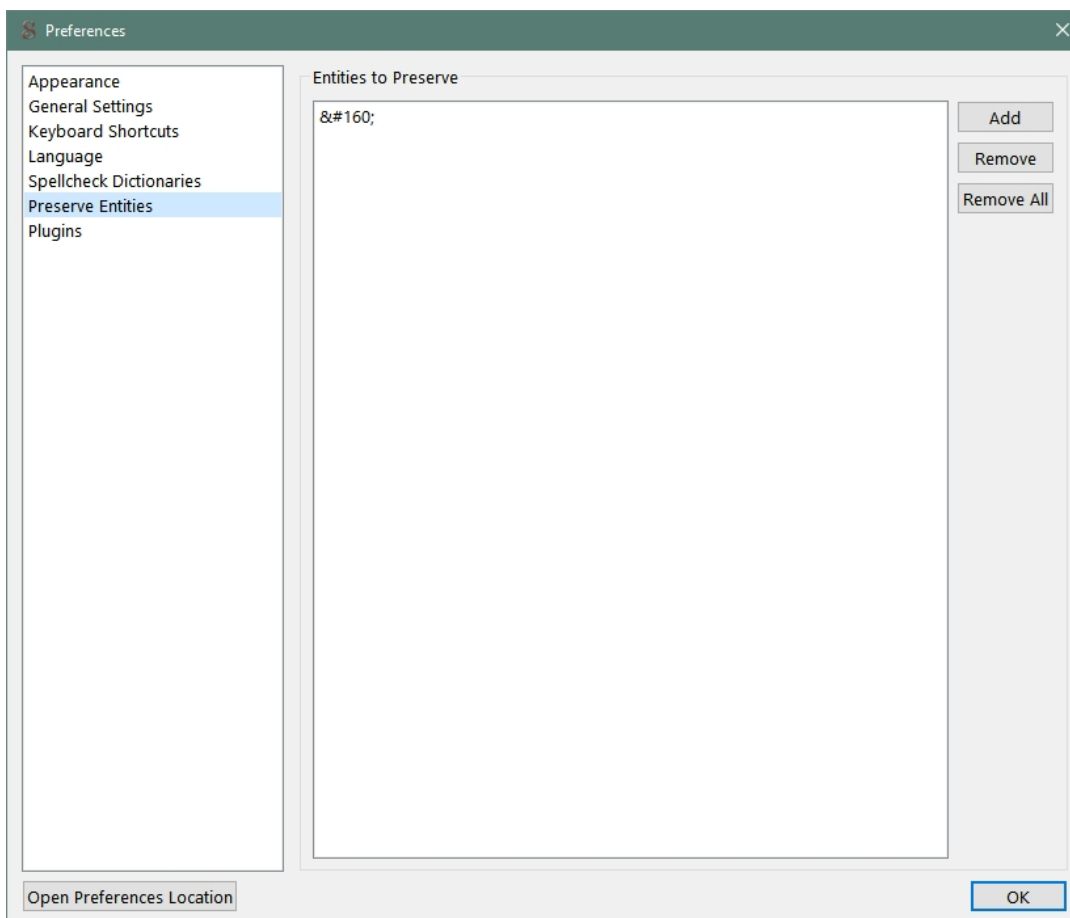 Preferences
Appearance
General Settings
Keyboard Shortcuts
Language
Spellcheck Dictionaries
Preserve Entities
Plugins
Entities to Preserve
&#160;
Add
Remove
Remove All
Open Preferences Location
OK